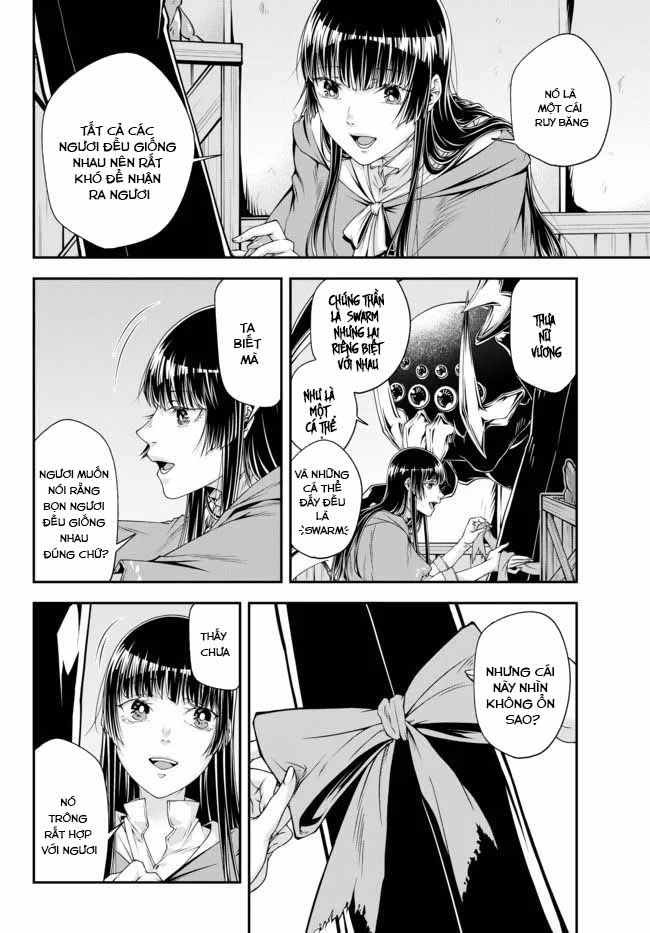 NÓ LÀ
MỘT CÁI
RUY BĂNG
TẤT CẢ CÁC
NGƯƠI ĐỀU GIỐNG
NHAU NÊN RẤT
KHÓ ĐỂ NHẬN
RA NGƯƠI
THƯA
NỮ
VƯƠNG
CHÚNG THẦN
LÀ SWARM
NHƯNG LẠI
RIÊNG BIỆT
VỚI NHAU
NHƯ LÀ
MỘT
CÁ THỂ
VÀ NHỮNG
CÁ THỂ
ĐẤY ĐỀU
LÀ
SWARM
TA
BIẾT
MÀ
NGƯƠI MUỐN
NÓI RẰNG
BỌN NGƯƠI
ĐỀU GIỐNG
NHAU
ĐÚNG CHỨ?
NHƯNG CÁI
NÀY NHÌN
KHÔNG ỔN
SAO?
THẤY
CHƯA
NÓ
TRÔNG
RẤT HỢP
VỚI NGƯƠI